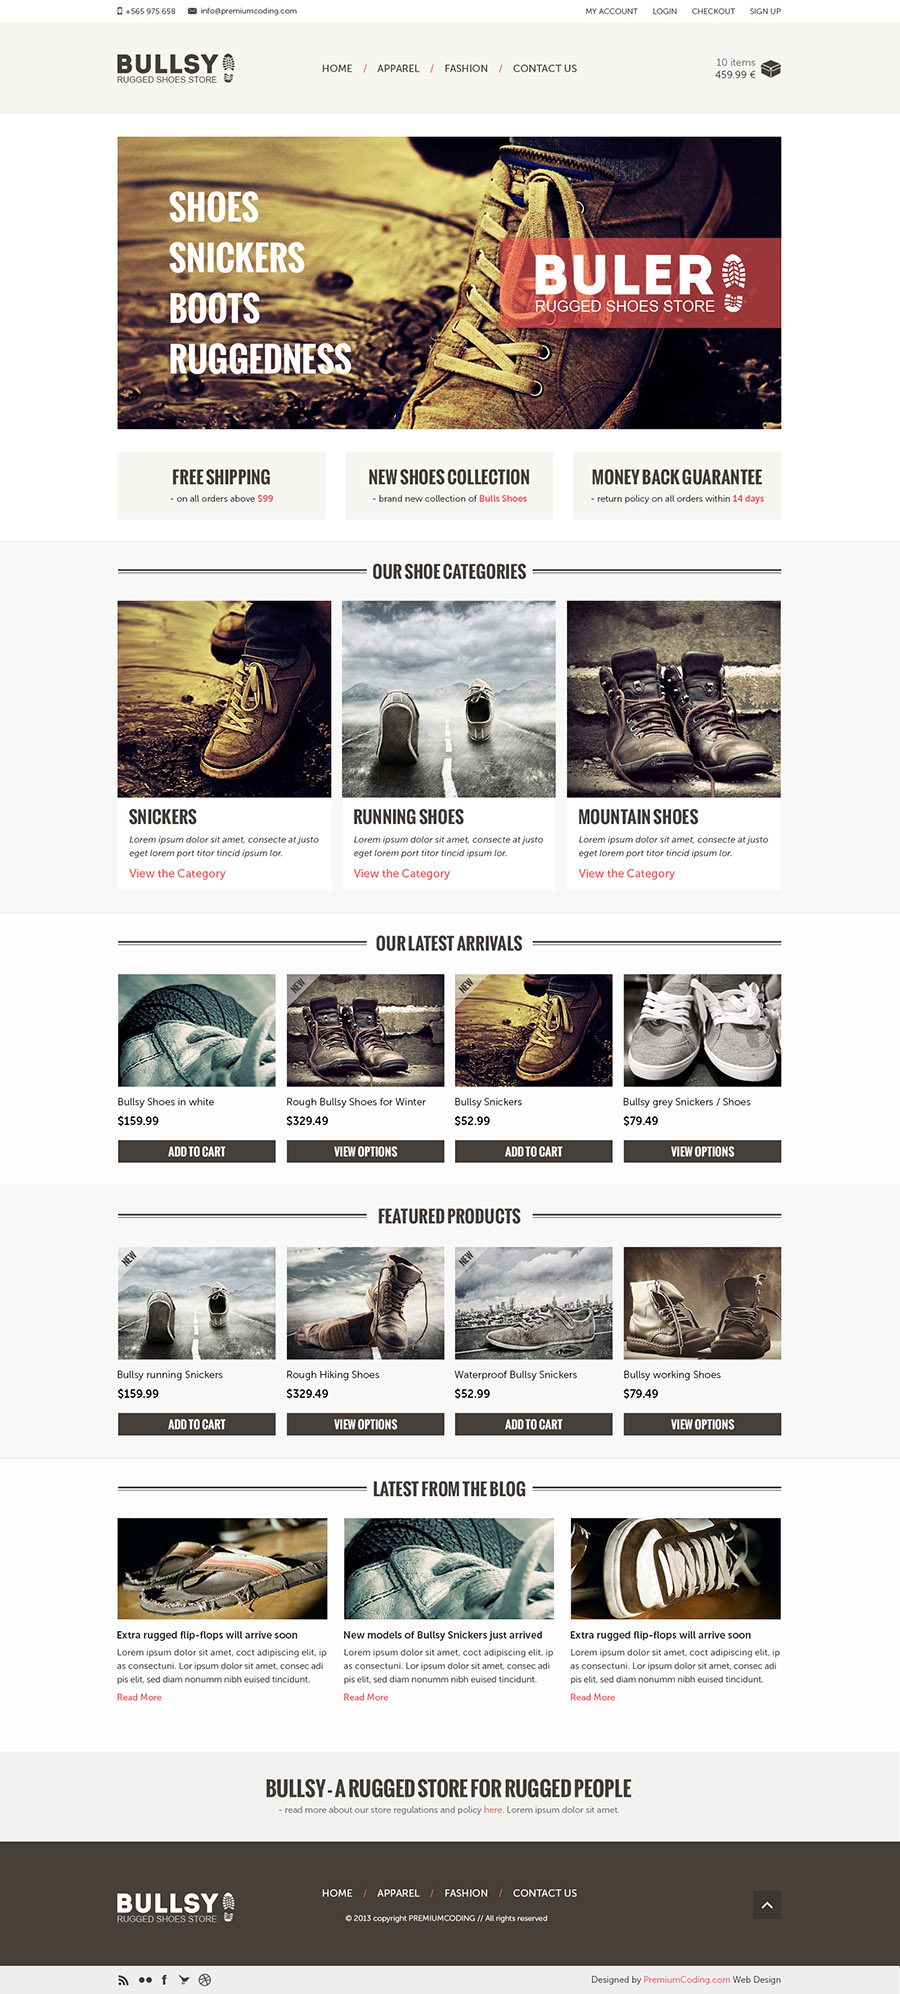 +565 975 658 info@premiumcoding.com MY ACCOUNT LOGIN CHECKOUT SIGN UP
BULLSY
RUGGED SHOES STORE
HOME / APPAREL / FASHION / CONTACT US
10 items
459.99 €
SHOES
SNICKERS
BOOTS
RUGGEDNESS
BULER
RUGGED SHOES STORE
FREE SHIPPING
- on all orders above $99
NEW SHOES COLLECTION
- brand new collection of Bulls Shoes
MONEY BACK GUARANTEE
- return policy on all orders within 14 days
OUR SHOE CATEGORIES
SNICKERS
Lorem ipsum dolor sit amet, consecte at justo
eget lorem port titor tincid ipsum lor.
View the Category
RUNNING SHOES
Lorem ipsum dolor sit amet, consecte at justo
eget lorem port titor tincid ipsum lor.
View the Category
MOUNTAIN SHOES
Lorem ipsum dolor sit amet, consecte at justo
eget lorem port titor tincid ipsum lor.
View the Category
OUR LATEST ARRIVALS
Bullsy Shoes in white
$159.99
ADD TO CART
NEW
Rough Bullsy Shoes for Winter
$329.49
VIEW OPTIONS
NEW
Bullsy Snickers
$52.99
ADD TO CART
Bullsy grey Snickers / Shoes
$79.49
VIEW OPTIONS
FEATURED PRODUCTS
NEW
Bullsy running Snickers
$159.99
ADD TO CART
Rough Hiking Shoes
$329.49
VIEW OPTIONS
NEW
Waterproof Bullsy Snickers
$52.99
ADD TO CART
Bullsy working Shoes
$79.49
VIEW OPTIONS
LATEST FROM THE BLOG
Extra rugged flip-flops will arrive soon
Lorem ipsum dolor sit amet, coct adipiscing elit, ip
as consectuni. Lor ipsum dolor sit amet, consec adi
pis elit, sed diam nonumm nibh euised tincidunt.
Read More
New models of Bullsy Snickers just arrived
Lorem ipsum dolor sit amet, coct adipiscing elit, ip
as consectuni. Lor ipsum dolor sit amet, consec adi
pis elit, sed diam nonumm nibh euised tincidunt.
Read More
Extra rugged flip-flops will arrive soon
Lorem ipsum dolor sit amet, coct adipiscing elit, ip
as consectuni. Lor ipsum dolor sit amet, consec adi
pis elit, sed diam nonumm nibh euised tincidunt.
Read More
BULLSY - A RUGGED STORE FOR RUGGED PEOPLE
- read more about our store regulations and policy here. Lorem ipsum dolor sit amet.
BULLSY
RUGGED SHOES STORE
HOME / APPAREL / FASHION / CONTACT US
© 2013 copyright PREMIUMCODING // All rights reserved
Designed by PremiumCoding.com Web Design